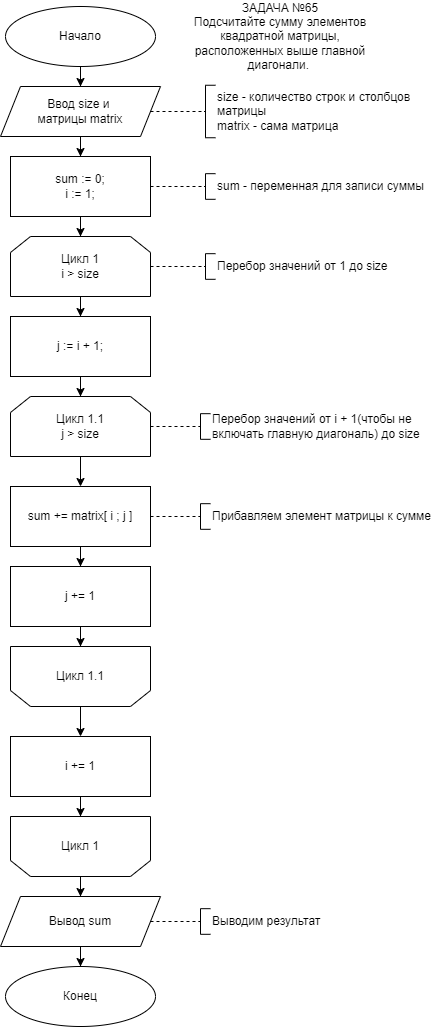 ЗАДАЧА №65
Подсчитайте сумму элементов
квадратной матрицы,
расположенных выше главной
диагонали.
Начало
Ввод size и
матрицы matrix
size - количество строк и столбцов
матрицы
matrix - сама матрица
sum := 0;
i := 1;
sum - переменная для записи суммы
Цикл 1
i > size
Перебор значений от 1 до size
j := i + 1;
Цикл 1.1
j > size
Перебор значений от i + 1(чтобы не
включать главную диагональ) до size
sum += matrix[ i ; j ]
Прибавляем элемент матрицы к сумме
j += 1
Цикл 1.1
i += 1
Цикл 1
Вывод sum
Выводим результат
Конец